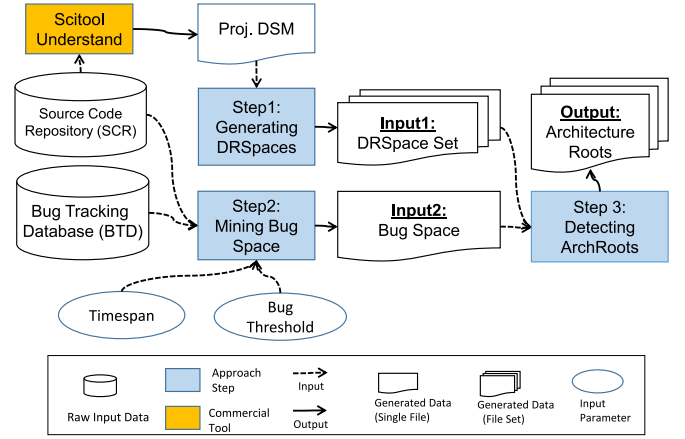 Scitool
Understand
Proj. DSM
Source Code
Repository (SCR)
Step1:
Generating
DRSpaces
Input1:
DRSpace Set
Output:
Architecture
Roots
Bug Tracking
Database (BTD)
Step2:
Mining Bug
Space
Input2:
Bug Space
Step 3:
Detecting
ArchRoots
Timespan
Bug
Threshold
Raw Input Data
Approach
Step
Commercial
Tool
Input
Output
Generated Data
(Single File)
Generated Data
(File Set)
Input
Parameter